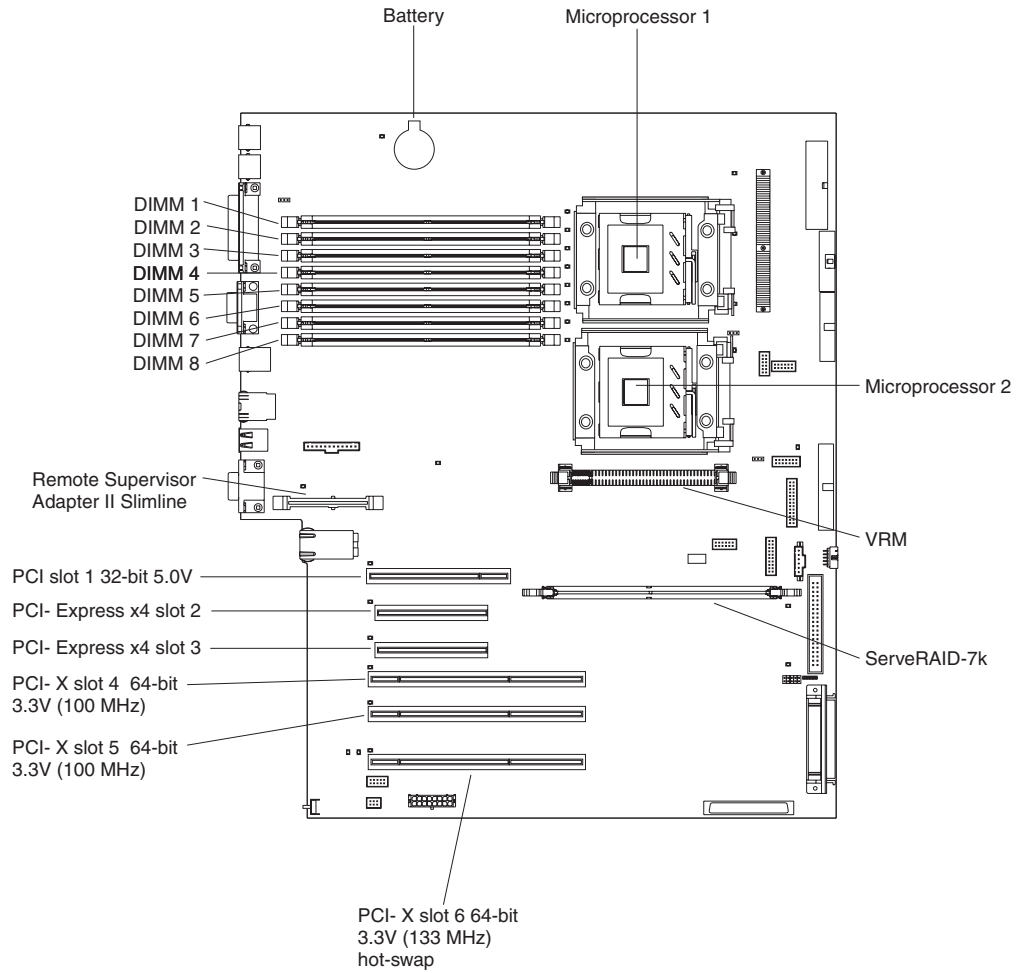 Battery
Microprocessor 1
DIMM 1
DIMM 2
DIMM 3
DIMM 4
DIMM 5
DIMM 6
DIMM 7
DIMM 8
Microprocessor 2
Remote Supervisor
Adapter II Slimline
VRM
PCI slot 1 32-bit 5.0V
PCI- Express x4 slot 2
PCI- Express x4 slot 3
ServeRAID-7k
PCI- X slot 4 64-bit
3.3V (100 MHz)
PCI- X slot 5 64-bit
3.3V (100 MHz)
PCI- X slot 6 64-bit
3.3V (133 MHz)
hot-swap